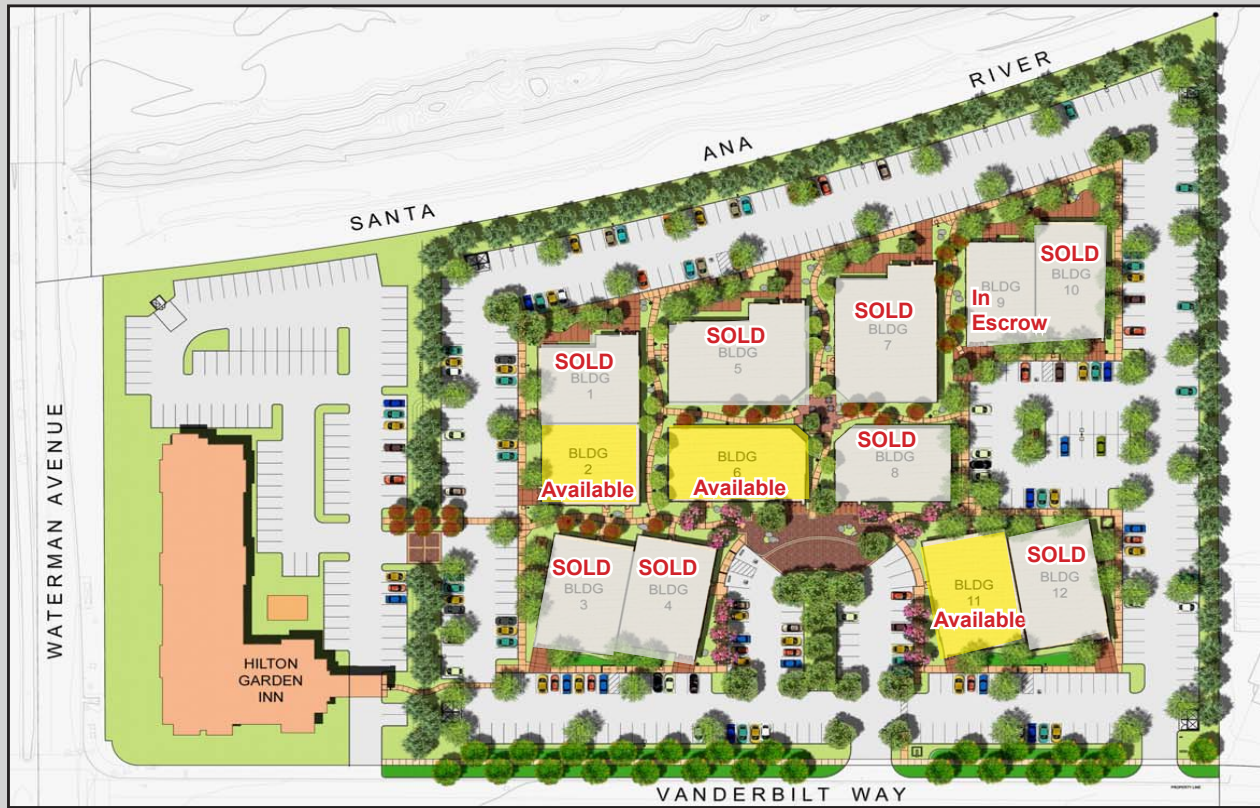 RIVER
ANA
SANTA
SOLD
BLDG
10
BLDG
9
In
Escrow
SOLD
BLDG
7
SOLD
BLDG
5
SOLD
BLDG
1
BLDG
2
Available
BLDG
6
Available
SOLD
BLDG
8
SOLD
BLDG
3
SOLD
BLDG
4
BLDG
11
Available
SOLD
BLDG
12
WATERMAN AVENUE
HILTON
GARDEN
INN
VANDERBILT WAY
PROPERTY LINE